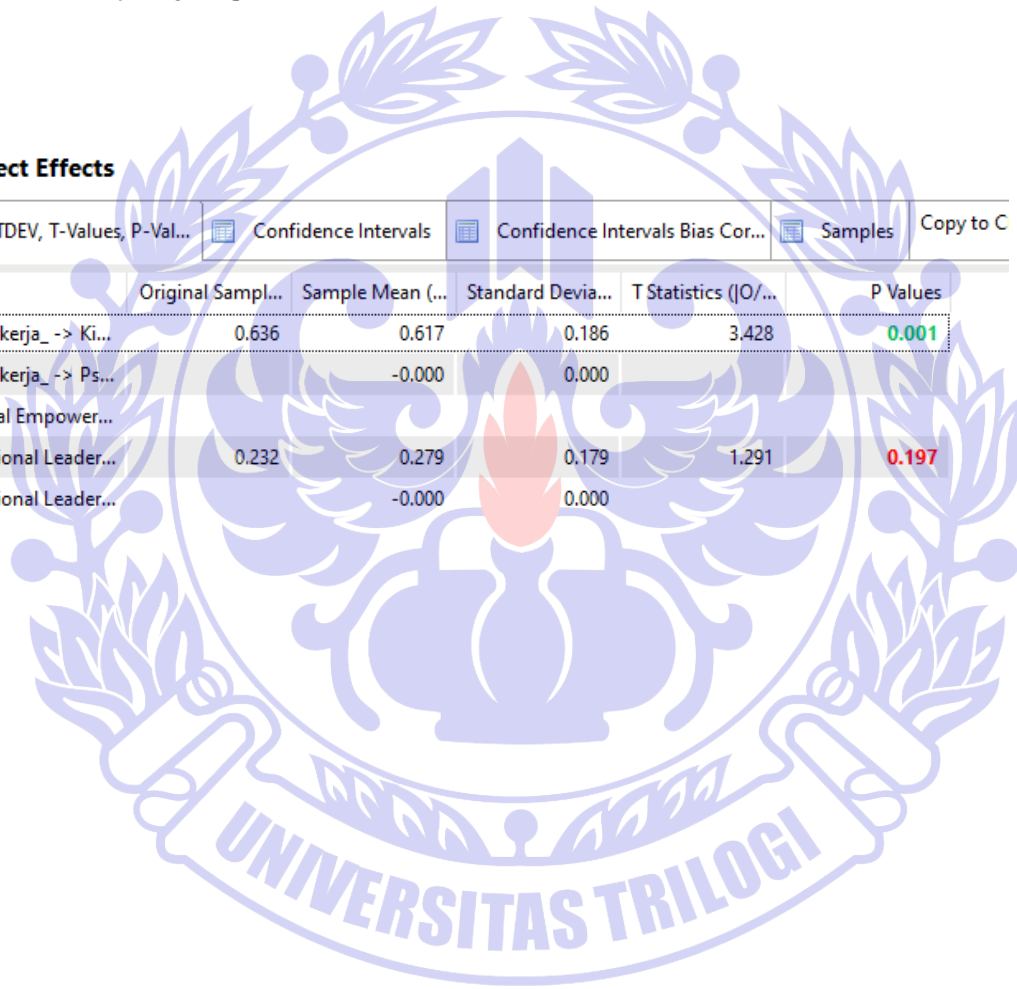 ect Effects
TDEV, T-Values, P-Val... Confidence Intervals Confidence Intervals Bias Cor... Samples Copy to C
Original Sampl... Sample Mean (... Standard Devia... T Statistics (|O/... P Values
kerja_ -> Ki... 0.636 0.617 0.186 3.428 0.001
kerja_ -> Ps... -0.000 0.000
al Empower...
ional Leader... 0.232 0.279 0.179 1.291 0.197
ional Leader... -0.000 0.000
UNIVERSITAS TRILOGI